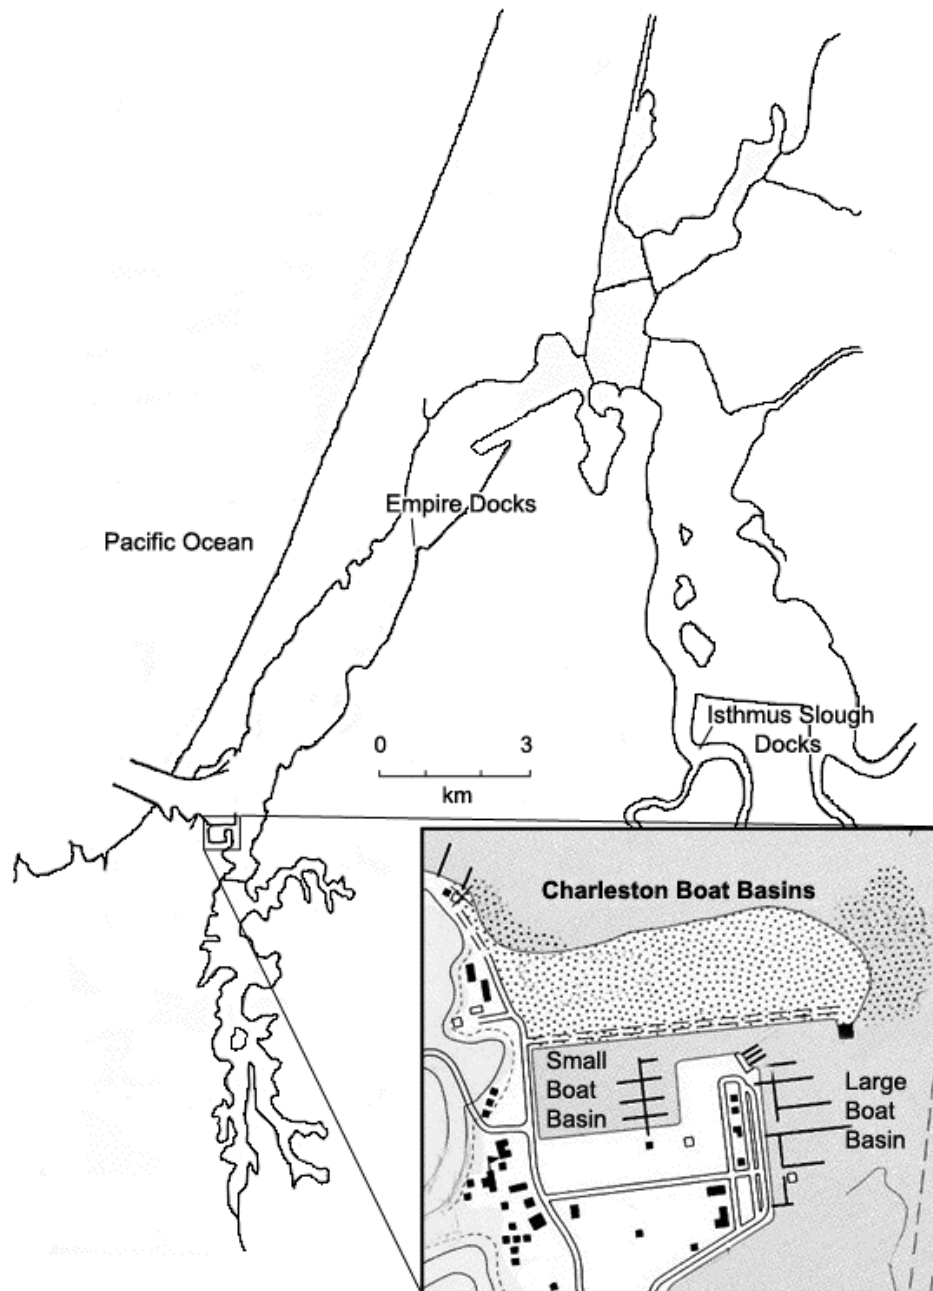 Empire Docks
Pacific Ocean
Isthmus Slough
Docks
0 3
km
Charleston Boat Basins
Small
Boat
Basin
Large
Boat
Basin